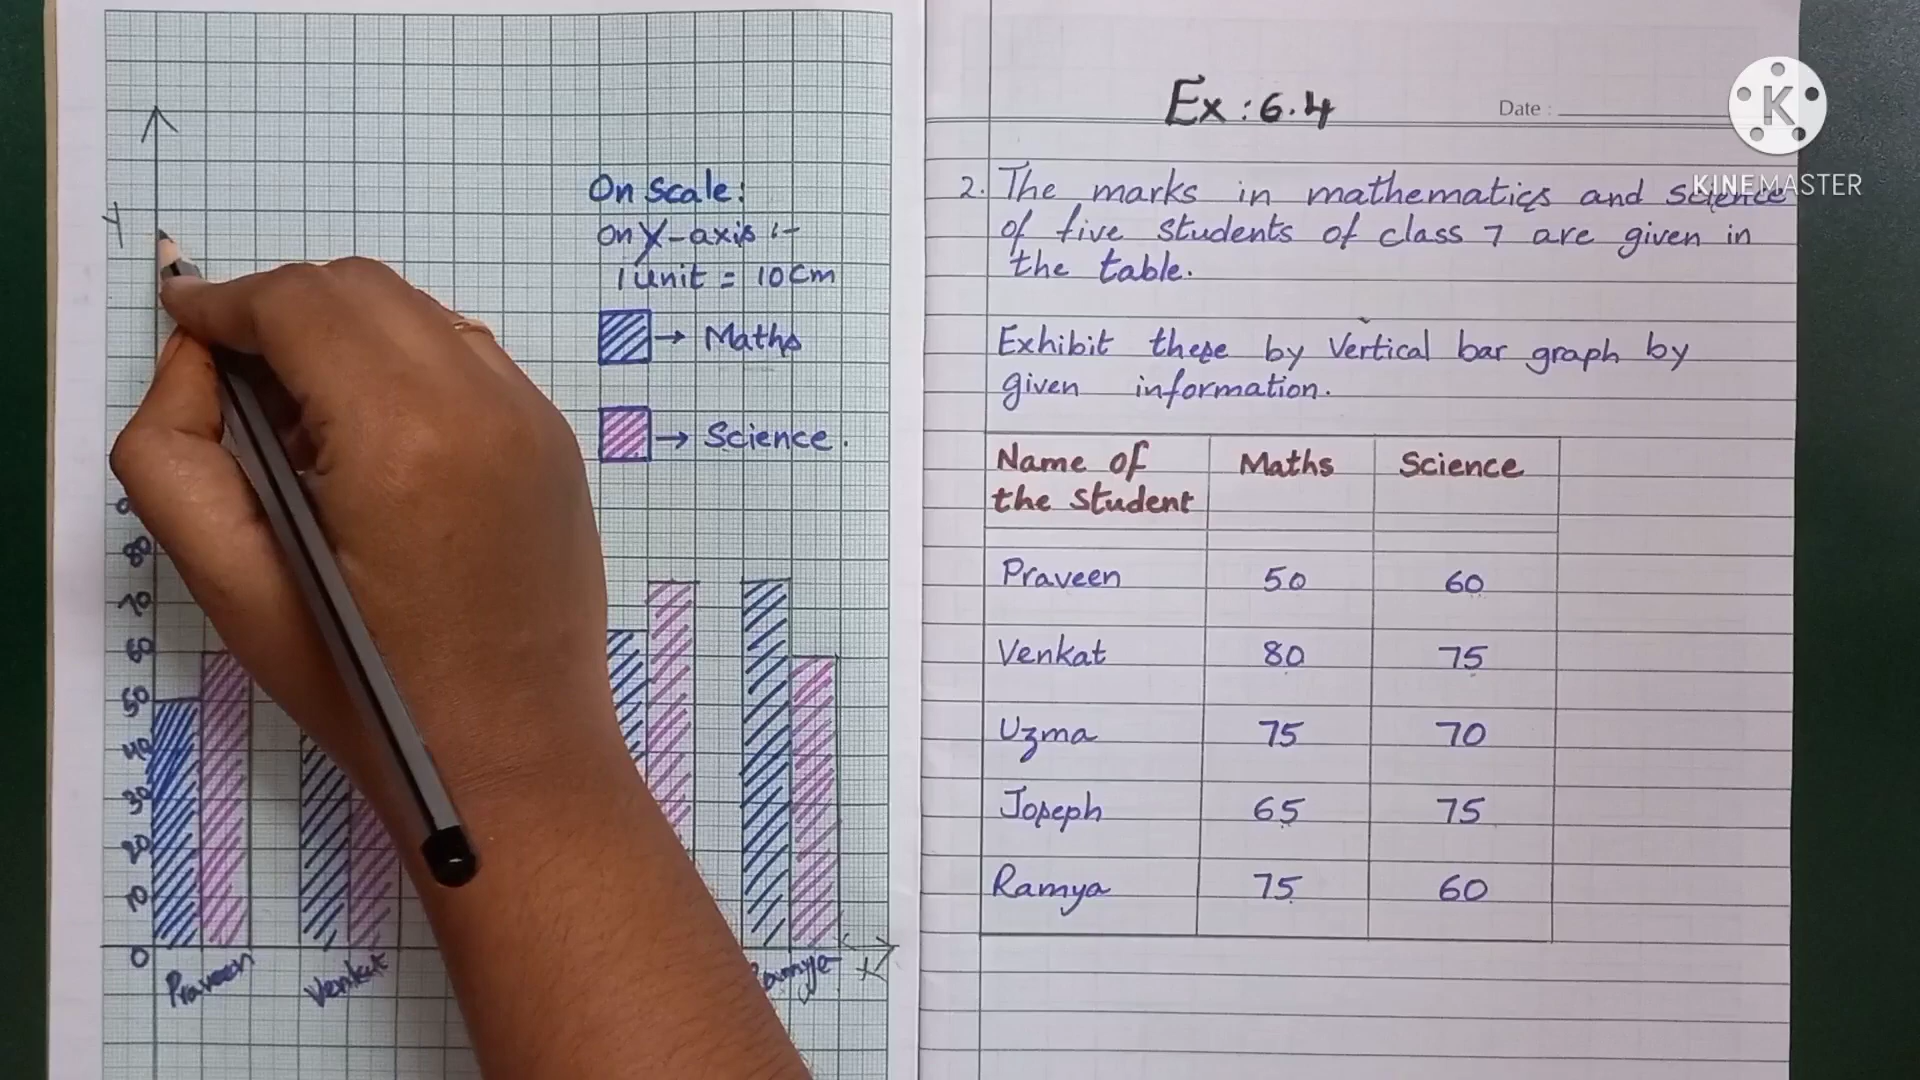 On Scale:
On Y-axis :-
1 Unit = 10cm
→ Maths
→ Science.
Y
80
70
60
50
40
30
20
10
0
Praveen
Venkat
X
Ex : 6.4
Date :
KINEMASTER
2. The marks in mathematics and science
of five students of class 7 are given in
the table.
Exhibit these by Vertical bar graph by
given information.
Name of the Student Maths Science
Praveen 50 60
Venkat 80 75
Uzma 75 70
Joseph 65 75
Ramya 75 60